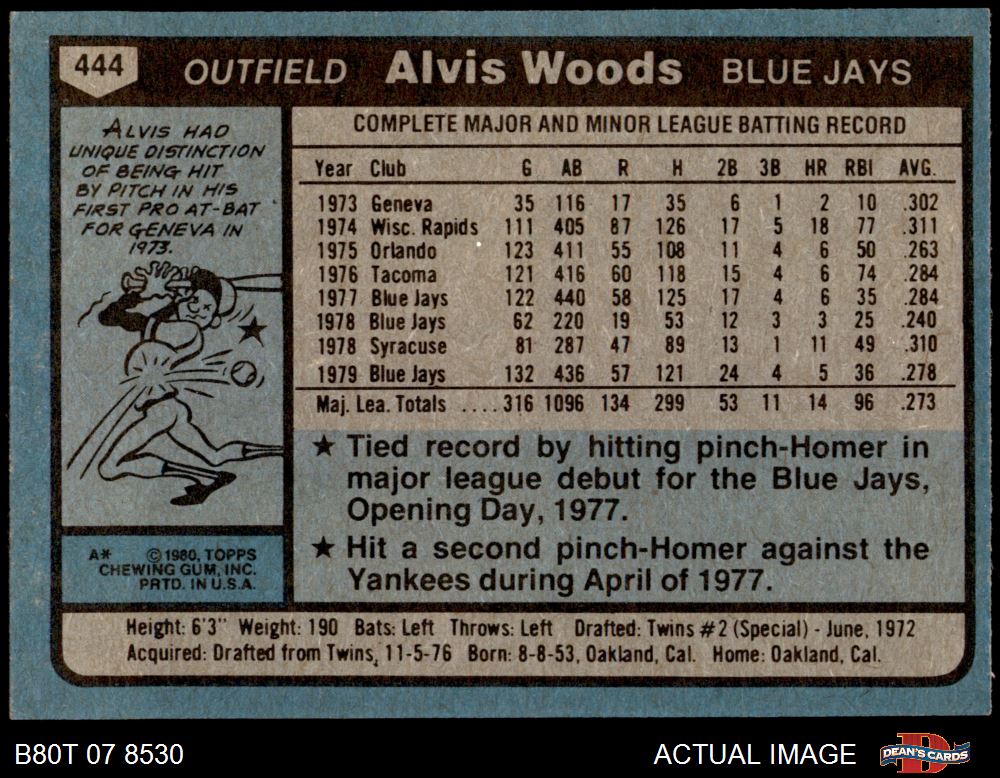 444 OUTFIELD Alvis Woods BLUE JAYS
ALVIS HAD
UNIQUE DISTINCTION
OF BEING HIT
BY PITCH IN HIS
FIRST PRO AT-BAT
FOR GENEVA IN
1973.
COMPLETE MAJOR AND MINOR LEAGUE BATTING RECORD
Year Club G AB R H 2B 3B HR RBI AVG.
1973 Geneva 35 116 17 35 6 1 2 10 .302
1974 Wisc. Rapids 111 405 87 126 17 5 18 77 .311
1975 Orlando 123 411 55 108 11 4 6 50 .263
1976 Tacoma 121 416 60 118 15 4 6 74 .284
1977 Blue Jays 122 440 58 125 17 4 6 35 .284
1978 Blue Jays 62 220 19 53 12 3 3 25 .240
1978 Syracuse 81 287 47 89 13 1 11 49 .310
1979 Blue Jays 132 436 57 121 24 4 5 36 .278
Maj. Lea. Totals ....316 1096 134 299 53 11 14 96 .273
★ Tied record by hitting pinch-Homer in
major league debut for the Blue Jays,
Opening Day, 1977.
★ Hit a second pinch-Homer against the
Yankees during April of 1977.
A* ©1980, TOPPS
CHEWING GUM, INC.
PRTD. IN U.S.A.
Height: 6'3" Weight: 190 Bats: Left Throws: Left Drafted: Twins #2 (Special) - June, 1972
Acquired: Drafted from Twins, 11-5-76 Born: 8-8-53, Oakland, Cal. Home: Oakland, Cal.
B80T 07 8530 ACTUAL IMAGE DEAN'S CARDS